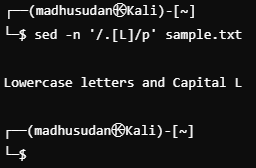 ┌──(madhusudan㉿Kali)-[~]
└─$ sed -n '/.[L]/p' sample.txt
Lowercase letters and Capital L
┌──(madhusudan㉿Kali)-[~]
└─$